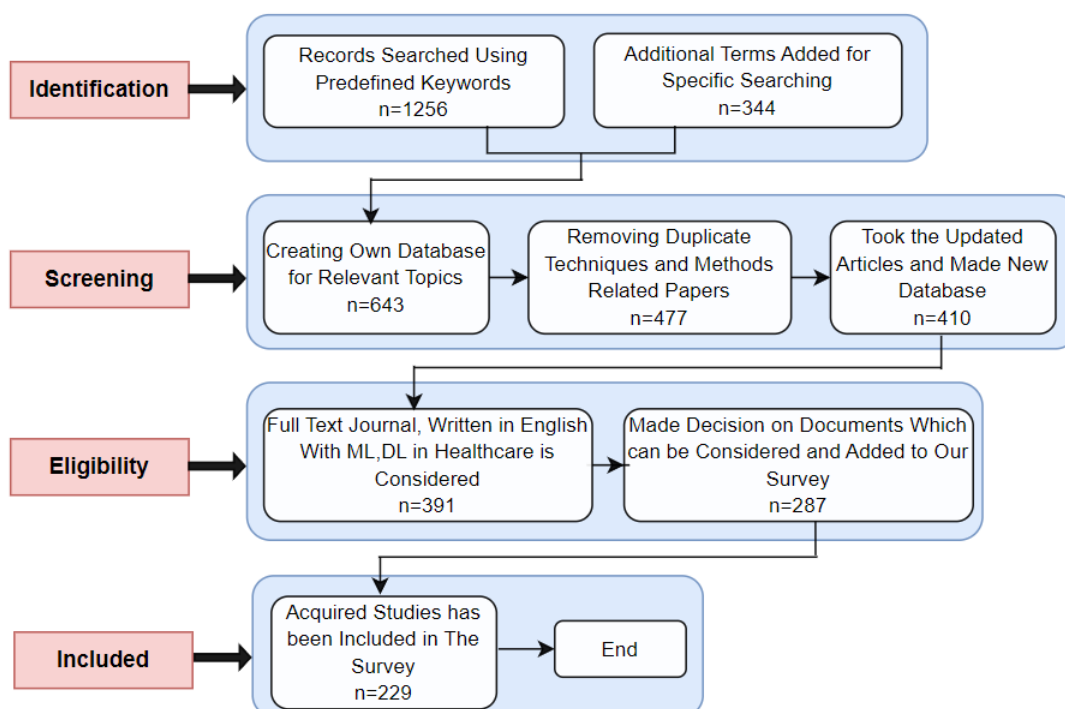 Identification
Records Searched Using
Predefined Keywords
n=1256
Additional Terms Added for
Specific Searching
n=344
Screening
Creating Own Database
for Relevant Topics
n=643
Removing Duplicate
Techniques and Methods
Related Papers
n=477
Took the Updated
Articles and Made New
Database
n=410
Eligibility
Full Text Journal, Written in English
With ML,DL in Healthcare is
Considered
n=391
Made Decision on Documents Which
can be Considered and Added to Our
Survey
n=287
Included
Acquired Studies has
been Included in The
Survey
n=229
End